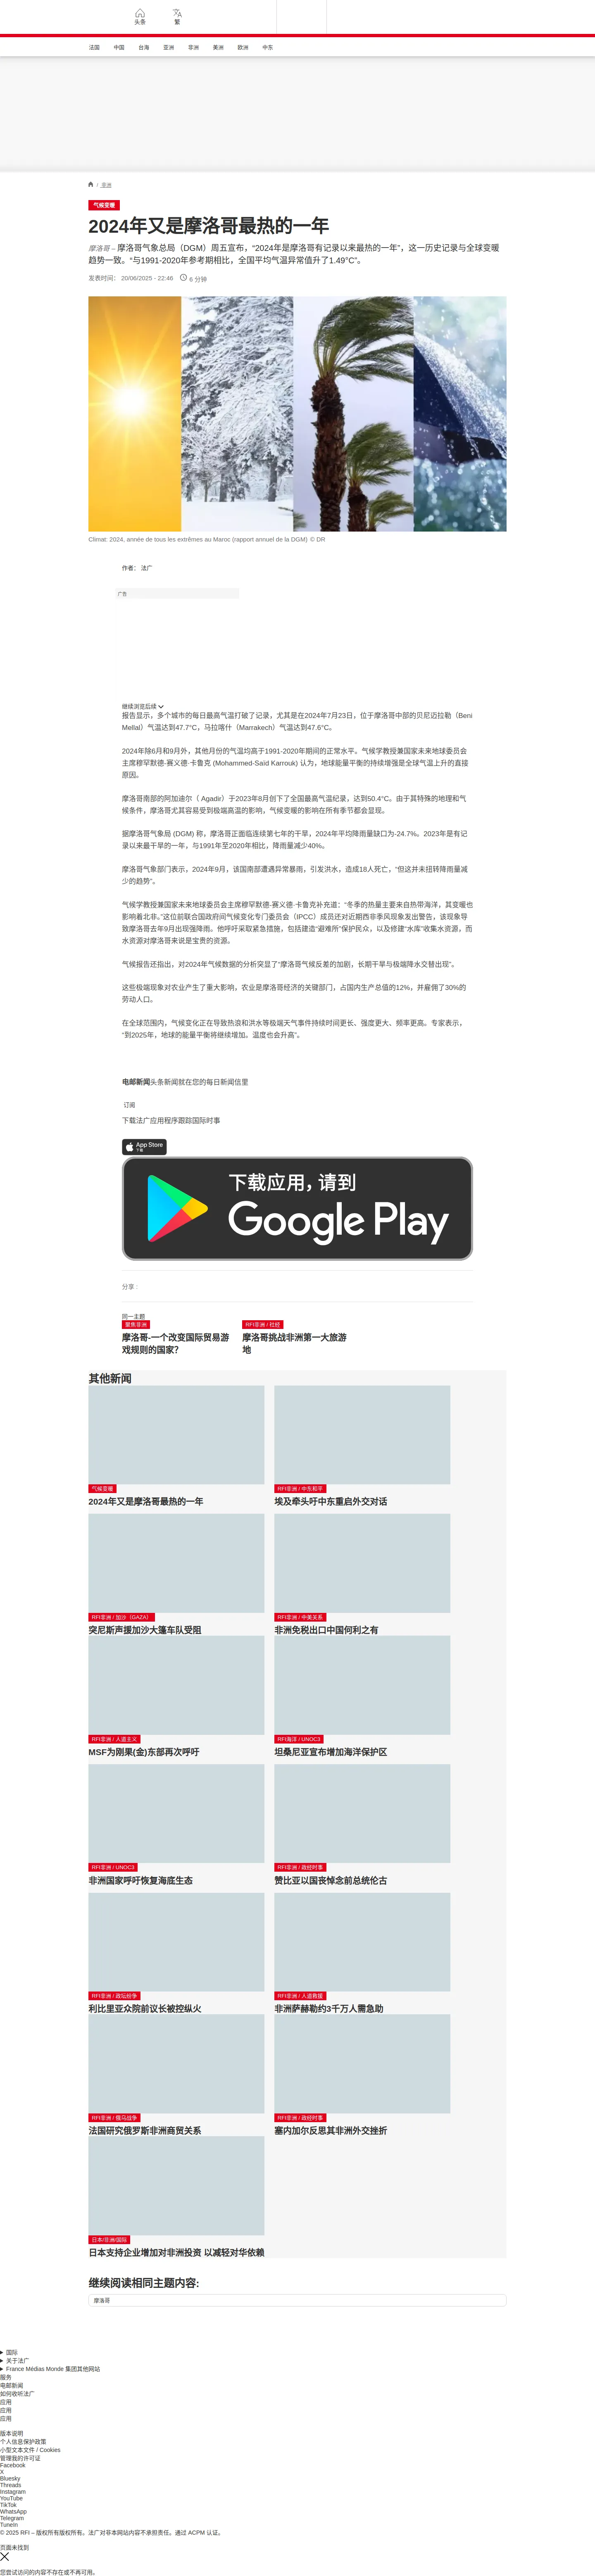 头条
繁
法国
中国
台海
亚洲
非洲
美洲
欧洲
中东
/ 非洲
气候变暖
2024年又是摩洛哥最热的一年
摩洛哥 – 摩洛哥气象总局（DGM）周五宣布，“2024年是摩洛哥有记录以来最热的一年”，这一历史记录与全球变暖
趋势一致。“与1991-2020年参考期相比，全国平均气温异常值升了1.49°C”。
发表时间： 20/06/2025 - 22:46 6 分钟
Climat: 2024, année de tous les extrêmes au Maroc (rapport annuel de la DGM) © DR
作者： 法广
广告
继续浏览后续
报告显示，多个城市的每日最高气温打破了记录，尤其是在2024年7月23日，位于摩洛哥中部的贝尼迈拉勒（Beni
Mellal）气温达到47.7°C，马拉喀什（Marrakech）气温达到47.6°C。
2024年除6月和9月外，其他月份的气温均高于1991-2020年期间的正常水平。气候学教授兼国家未来地球委员会
主席穆罕默德-赛义德·卡鲁克 (Mohammed-Saïd Karrouk) 认为，地球能量平衡的持续增强是全球气温上升的直接
原因。
摩洛哥南部的阿加迪尔（ Agadir）于2023年8月创下了全国最高气温纪录，达到50.4°C。由于其特殊的地理和气
候条件，摩洛哥尤其容易受到极端高温的影响，气候变暖的影响在所有季节都会显现。
据摩洛哥气象局 (DGM) 称，摩洛哥正面临连续第七年的干旱，2024年平均降雨量缺口为-24.7%。2023年是有记
录以来最干旱的一年，与1991年至2020年相比，降雨量减少40%。
摩洛哥气象部门表示，2024年9月，该国南部遭遇异常暴雨，引发洪水，造成18人死亡，“但这并未扭转降雨量减
少的趋势”。
气候学教授兼国家未来地球委员会主席穆罕默德-赛义德·卡鲁克补充道：“冬季的热量主要来自热带海洋，其变暖也
影响着北非。”这位前联合国政府间气候变化专门委员会（IPCC）成员还对近期西非季风现象发出警告，该现象导
致摩洛哥去年9月出现强降雨。他呼吁采取紧急措施，包括建造“避难所”保护民众，以及修建“水库”收集水资源，而
水资源对摩洛哥来说是宝贵的资源。
气候报告还指出，对2024年气候数据的分析突显了“摩洛哥气候反差的加剧，长期干旱与极端降水交替出现”。
这些极端现象对农业产生了重大影响，农业是摩洛哥经济的关键部门，占国内生产总值的12%，并雇佣了30%的
劳动人口。
在全球范围内，气候变化正在导致热浪和洪水等极端天气事件持续时间更长、强度更大、频率更高。专家表示，
“到2025年，地球的能量平衡将继续增加。温度也会升高”。
电邮新闻头条新闻就在您的每日新闻信里
订阅
下载法广应用程序跟踪国际时事
App Store
下载
下载应用，请到
Google Play
分享 :
同一主题
聚焦非洲
摩洛哥-一个改变国际贸易游
戏规则的国家？
RFI非洲 / 社经
摩洛哥挑战非洲第一大旅游
地
其他新闻
气候变暖
2024年又是摩洛哥最热的一年
RFI非洲 / 中东和平
埃及牵头吁中东重启外交对话
RFI非洲 / 加沙（GAZA）
突尼斯声援加沙大篷车队受阻
RFI非洲 / 中美关系
非洲免税出口中国何利之有
RFI非洲 / 人道主义
MSF为刚果(金)东部再次呼吁
RFI海洋 / UNOC3
坦桑尼亚宣布增加海洋保护区
RFI非洲 / UNOC3
非洲国家呼吁恢复海底生态
RFI非洲 / 政经时事
赞比亚以国丧悼念前总统伦古
RFI非洲 / 政坛纷争
利比里亚众院前议长被控纵火
RFI非洲 / 人道救援
非洲萨赫勒约3千万人需急助
RFI非洲 / 俄乌战争
法国研究俄罗斯非洲商贸关系
RFI非洲 / 政经时事
塞内加尔反思其非洲外交挫折
日本/非洲/国际
日本支持企业增加对非洲投资 以减轻对华依赖
继续阅读相同主题内容:
摩洛哥
国际
关于法广
France Médias Monde 集团其他网站
服务
电邮新闻
如何收听法广
应用
应用
应用
版本说明
个人信息保护政策
小型文本文件 / Cookies
管理我的许可证
Facebook
X
Bluesky
Threads
Instagram
YouTube
TikTok
WhatsApp
Telegram
TuneIn
© 2025 RFI – 版权所有版权所有。法广对非本网站内容不承担责任。通过 ACPM 认证。
页面未找到
您尝试访问的内容不存在或不再可用。